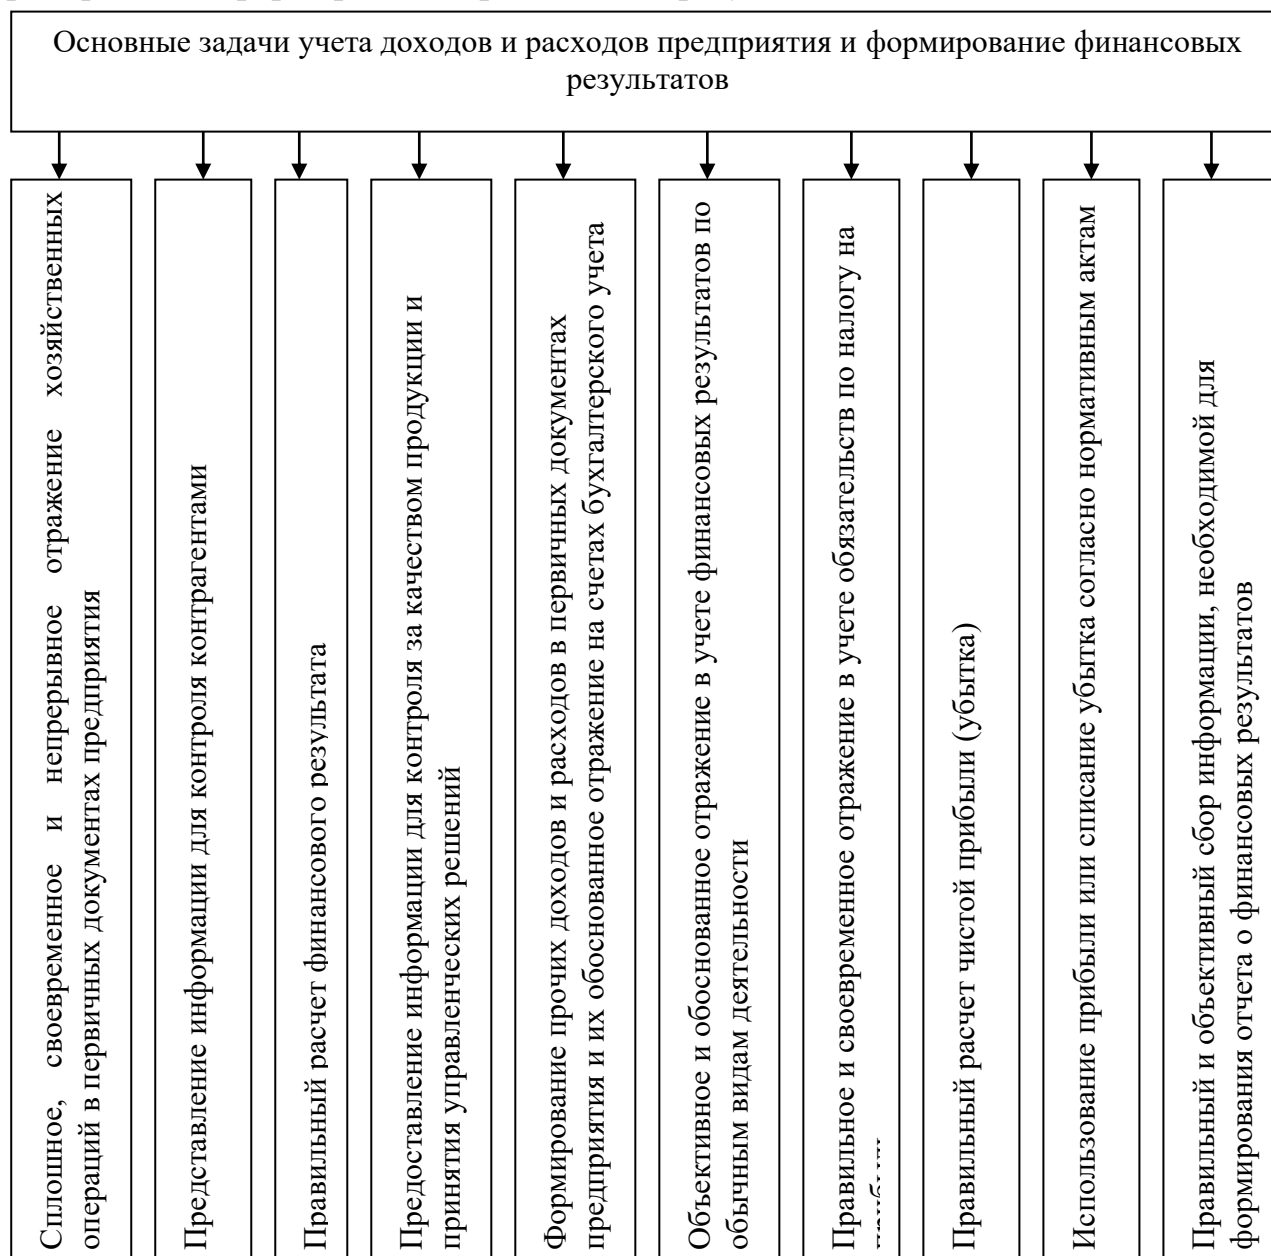 Основные задачи учета доходов и расходов предприятия и формирование финансовых
результатов
Сплошное, своевременное и непрерывное отражение хозяйственных
операций в первичных документах предприятия
Представление информации для контроля контрагентами
Правильный расчет финансового результата
Предоставление информации для контроля за качеством продукции и
принятия управленческих решений
Формирование прочих доходов и расходов в первичных документах
предприятия и их обоснованное отражение на счетах бухгалтерского учета
Объективное и обоснованное отражение в учете финансовых результатов по
обычным видам деятельности
Правильное и своевременное отражение в учете обязательств по налогу на
Правильный расчет чистой прибыли (убытка)
Использование прибыли или списание убытка согласно нормативным актам
Правильный и объективный сбор информации, необходимой для
формирования отчета о финансовых результатов